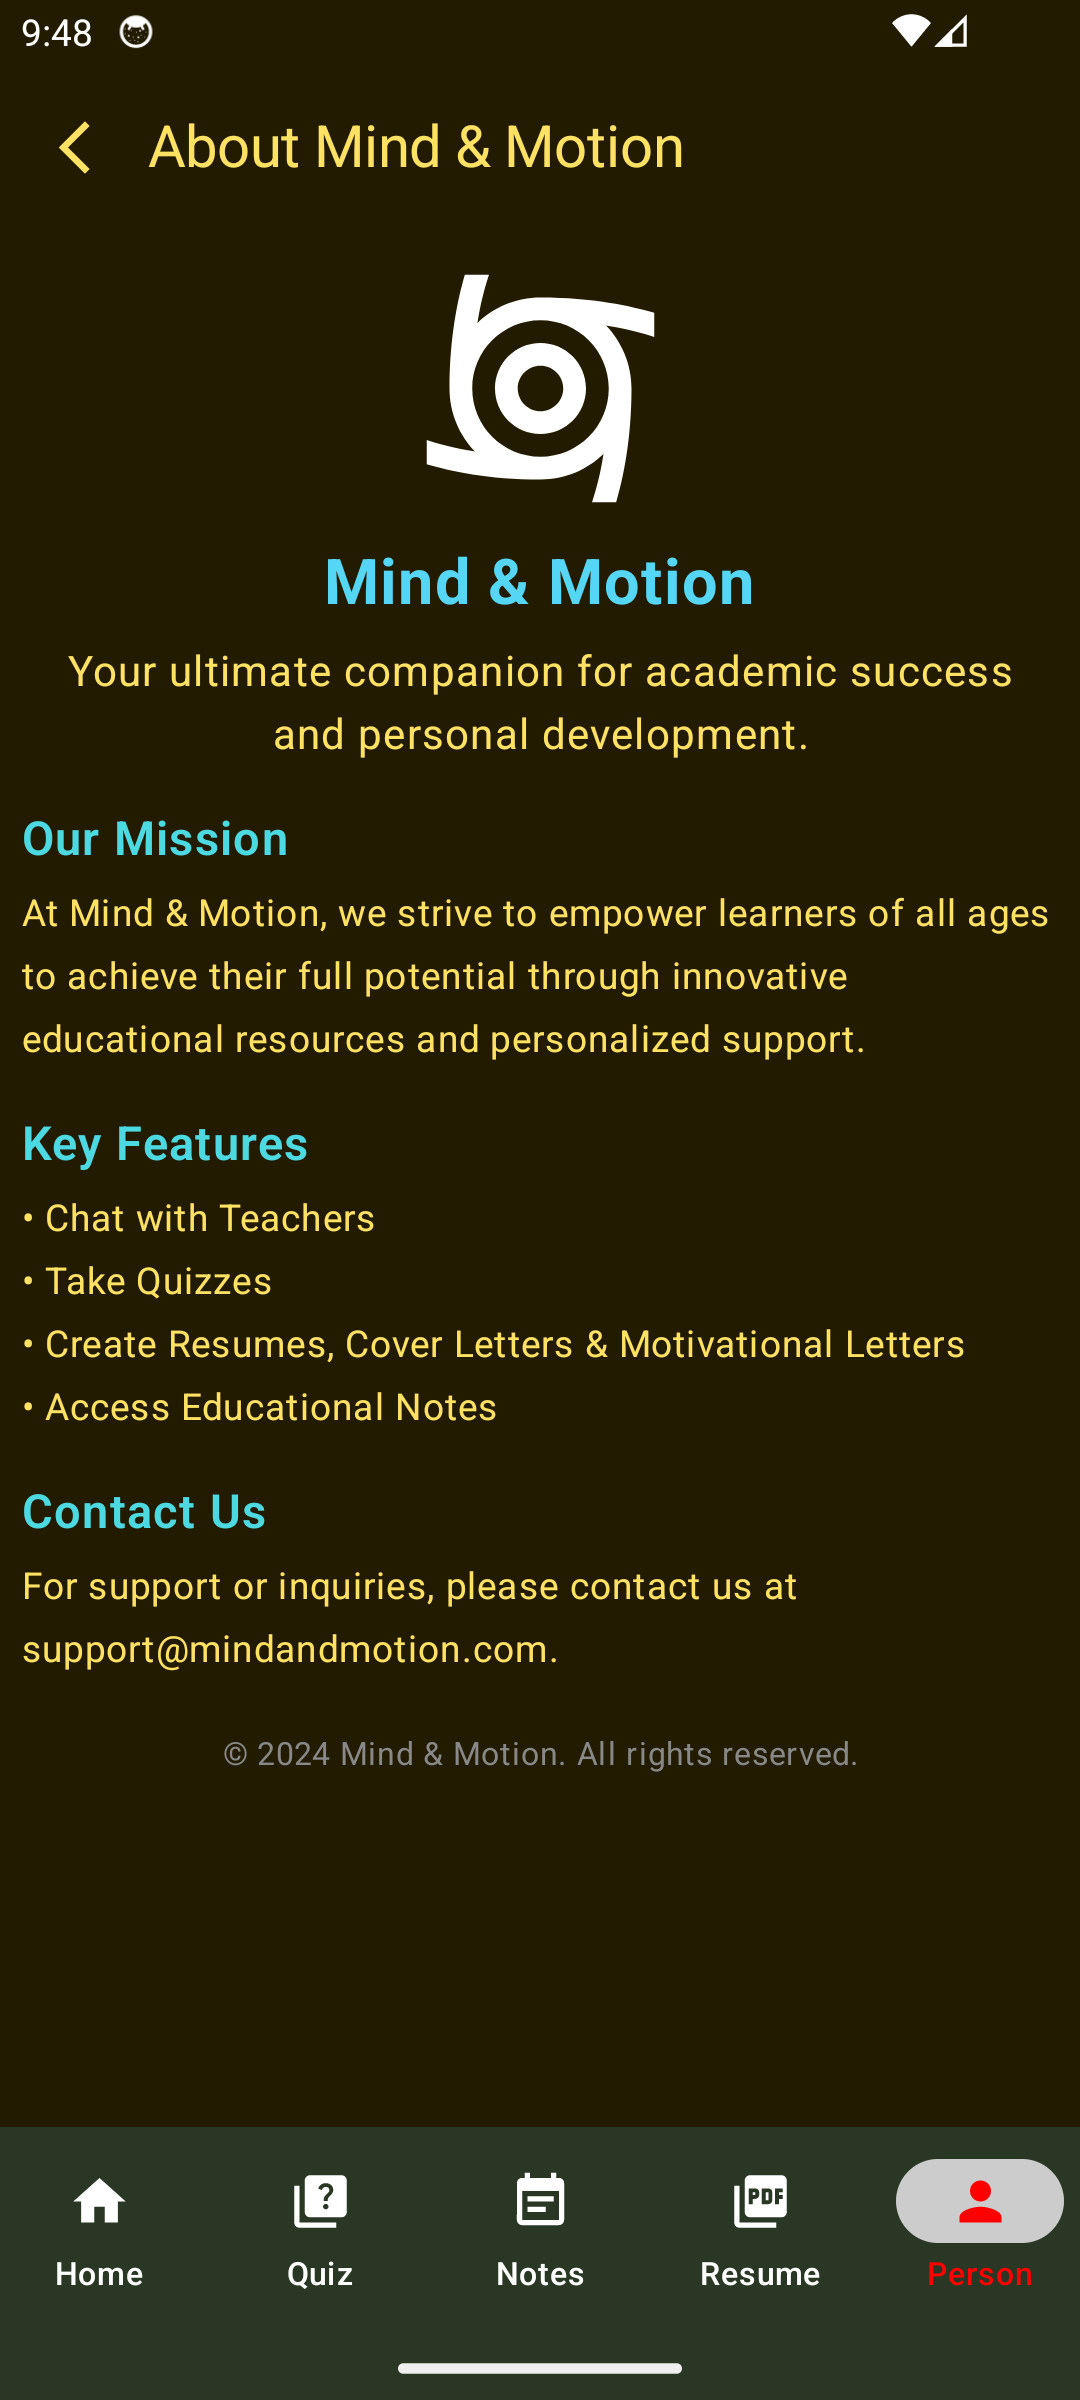 9:48
About Mind & Motion
Mind & Motion
Your ultimate companion for academic success
and personal development.
Our Mission
At Mind & Motion, we strive to empower learners of all ages
to achieve their full potential through innovative
educational resources and personalized support.
Key Features
• Chat with Teachers
• Take Quizzes
• Create Resumes, Cover Letters & Motivational Letters
• Access Educational Notes
Contact Us
For support or inquiries, please contact us at
support@mindandmotion.com.
© 2024 Mind & Motion. All rights reserved.
?
PDF
Home
Quiz
Notes
Resume
Person